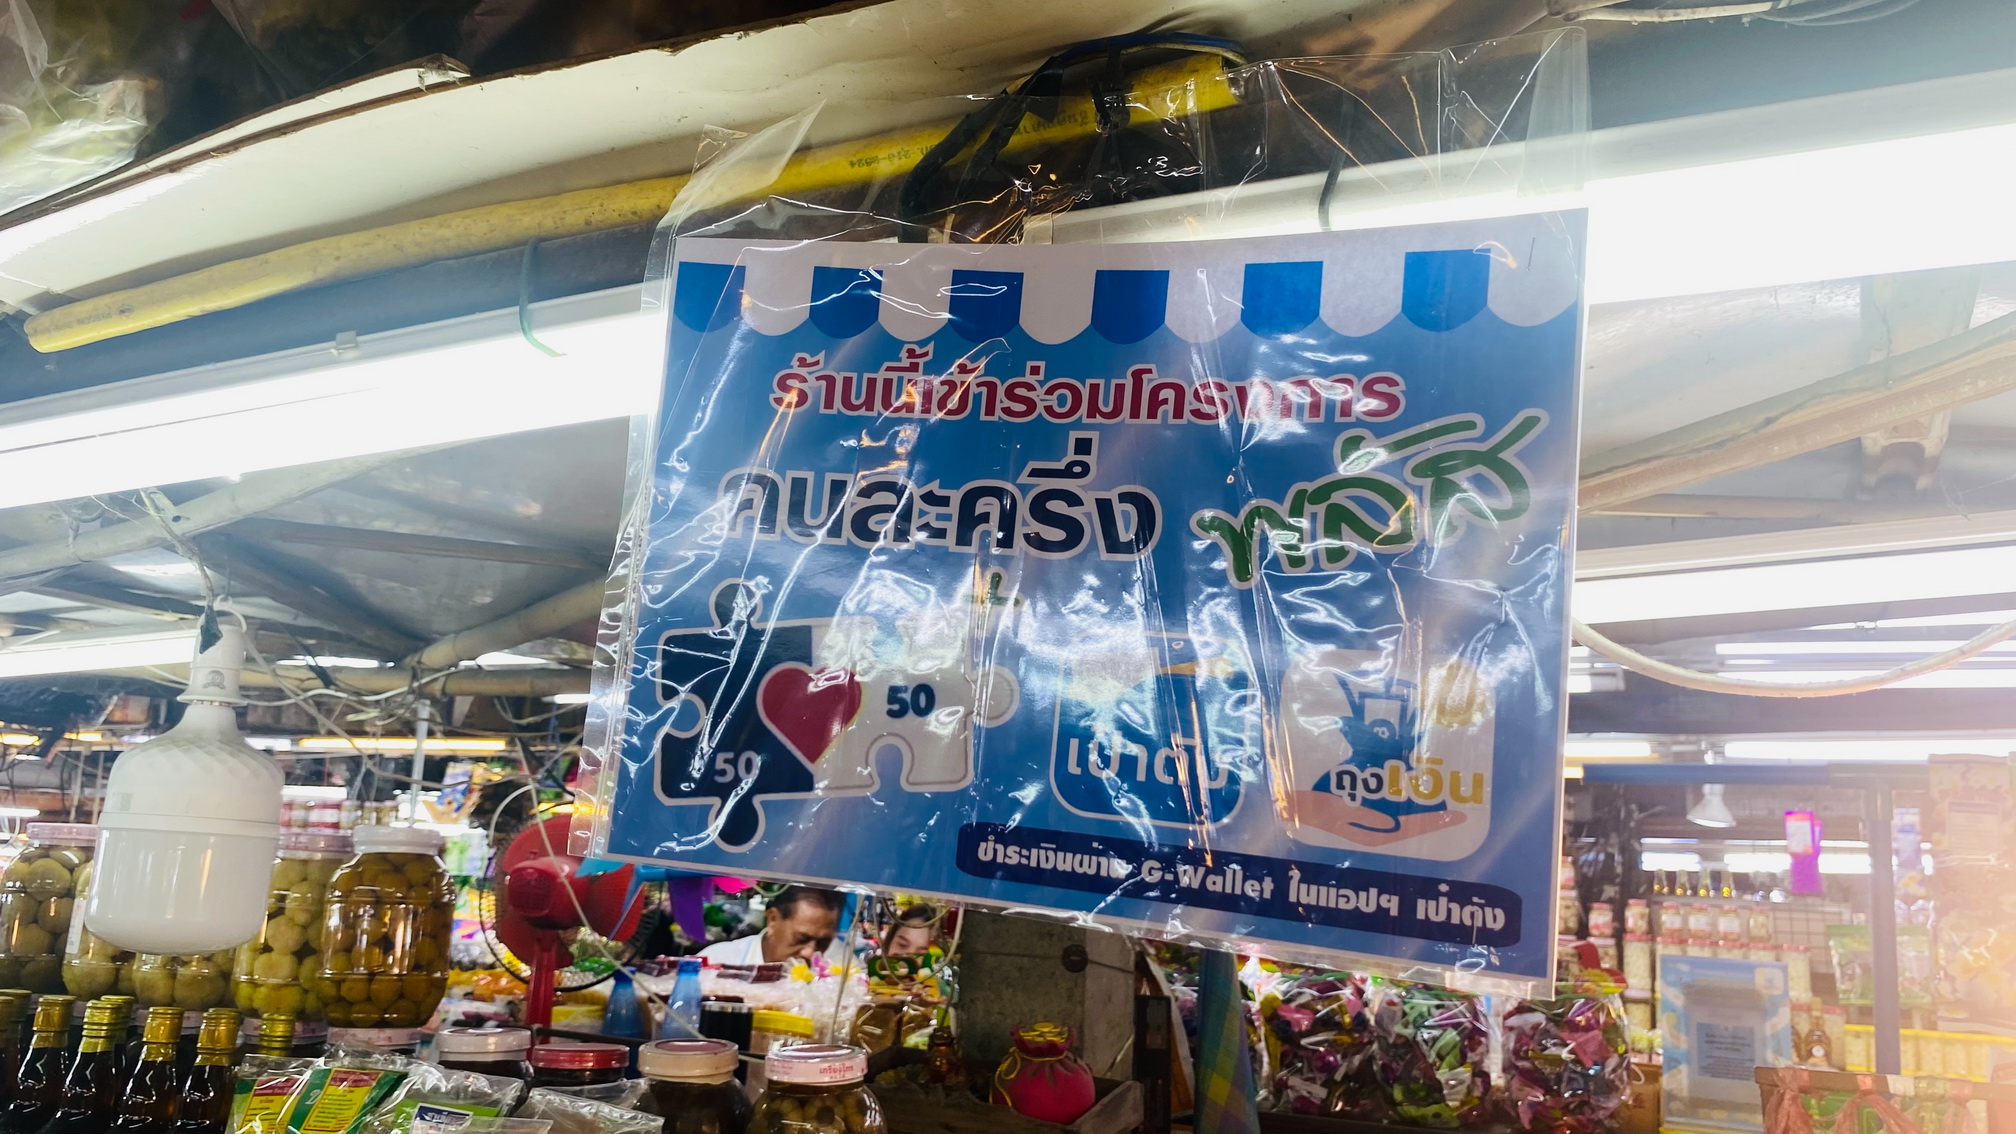 ร้านนี้เข้าร่วมโครงการ
คนละครึ่ง พลัส
50
50
เป๋าตัง
ถุงเงิน
ชำระเงินผ่าน G-Wallet ในแอปฯ เป๋าตัง